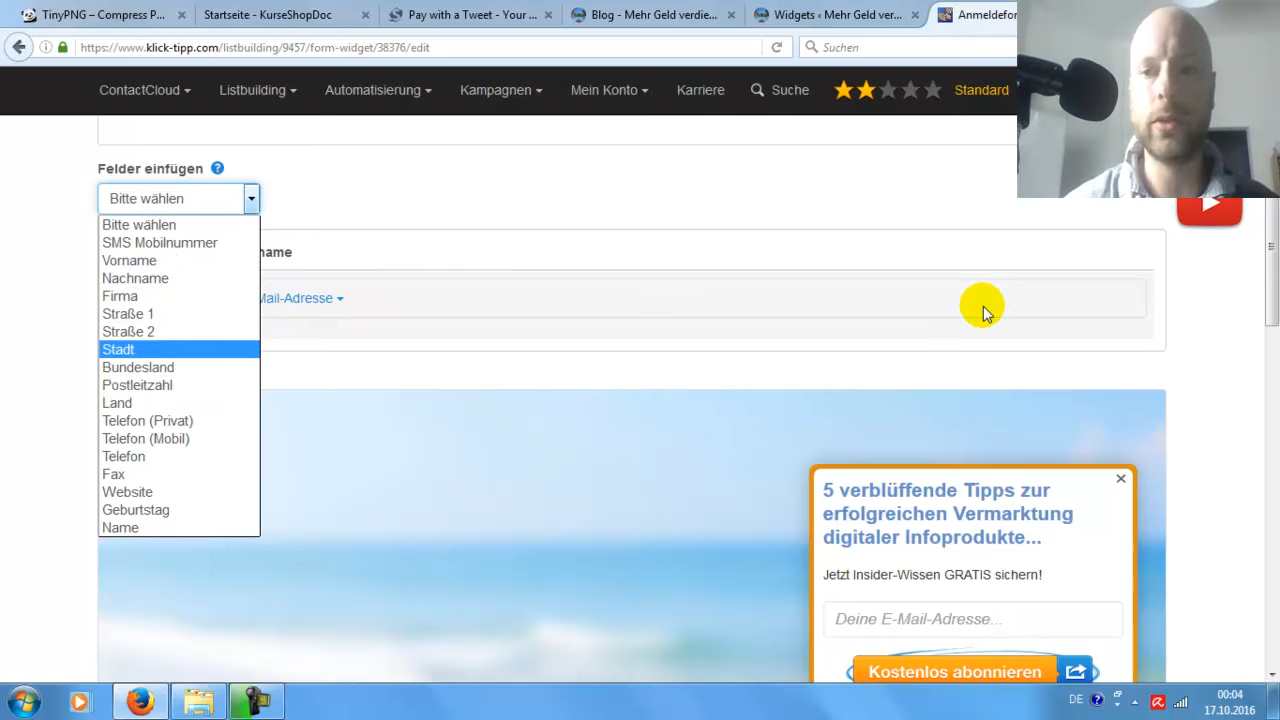 TinyPNG – Compress P...
Startseite - KurseShopDoc
Pay with a Tweet - Your ...
Blog - Mehr Geld verdie...
Widgets ‹ Mehr Geld ver...
Anmeldefo
https://www.klick-tipp.com/listbuilding/9457/form-widget/38376/edit
Suchen
ContactCloud
Listbuilding
Automatisierung
Kampagnen
Mein Konto
Karriere
Suche
Standard
Felder einfügen ?
Bitte wählen
Bitte wählen
SMS Mobilnummer
Vorname
Nachname
Firma
Straße 1
Straße 2
Stadt
Bundesland
Postleitzahl
Land
Telefon (Privat)
Telefon (Mobil)
Telefon
Fax
Website
Geburtstag
Name
name
Mail-Adresse
5 verblüffende Tipps zur
erfolgreichen Vermarktung
digitaler Infoprodukte...
Jetzt Insider-Wissen GRATIS sichern!
Deine E-Mail-Adresse...
Kostenlos abonnieren
DE
00:04
17.10.2016